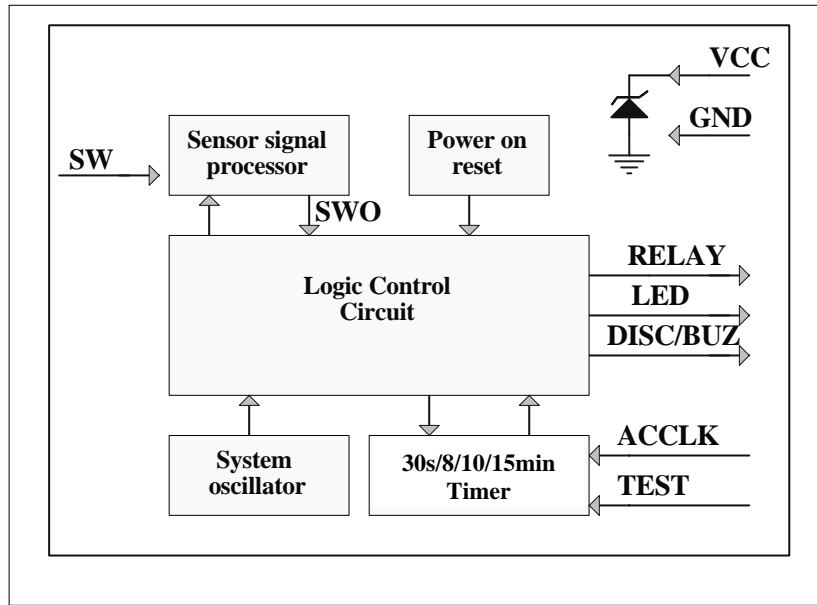 VCC
GND
Sensor signal
processor
Power on
reset
SW
SWO
Logic Control
Circuit
RELAY
LED
DISC/BUZ
System
oscillator
30s/8/10/15min
Timer
ACCLK
TEST